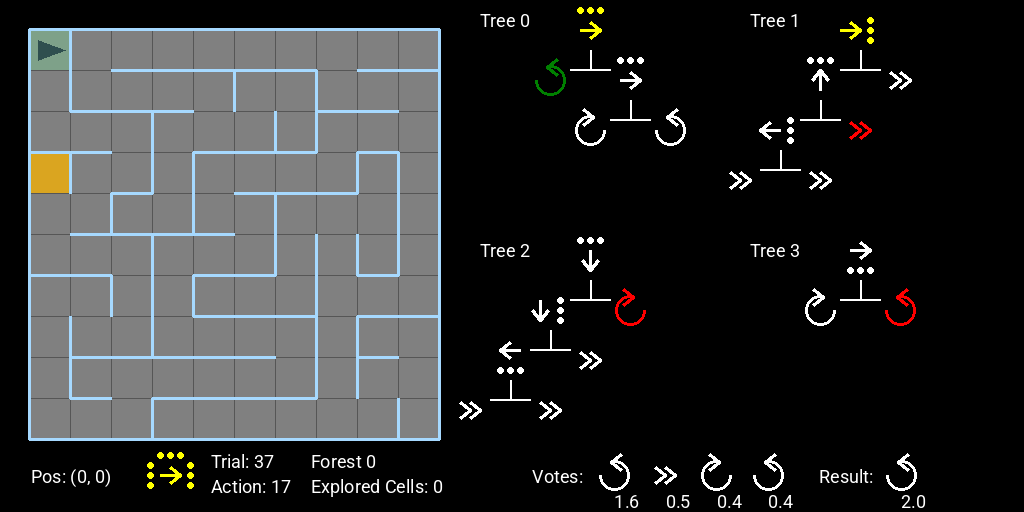 Tree 0
Tree 1
Tree 2
Tree 3
Pos: (0, 0)
Trial: 37
Forest 0
Action: 17
Explored Cells: 0
Votes:
1.6
0.5
0.4
0.4
Result:
2.0